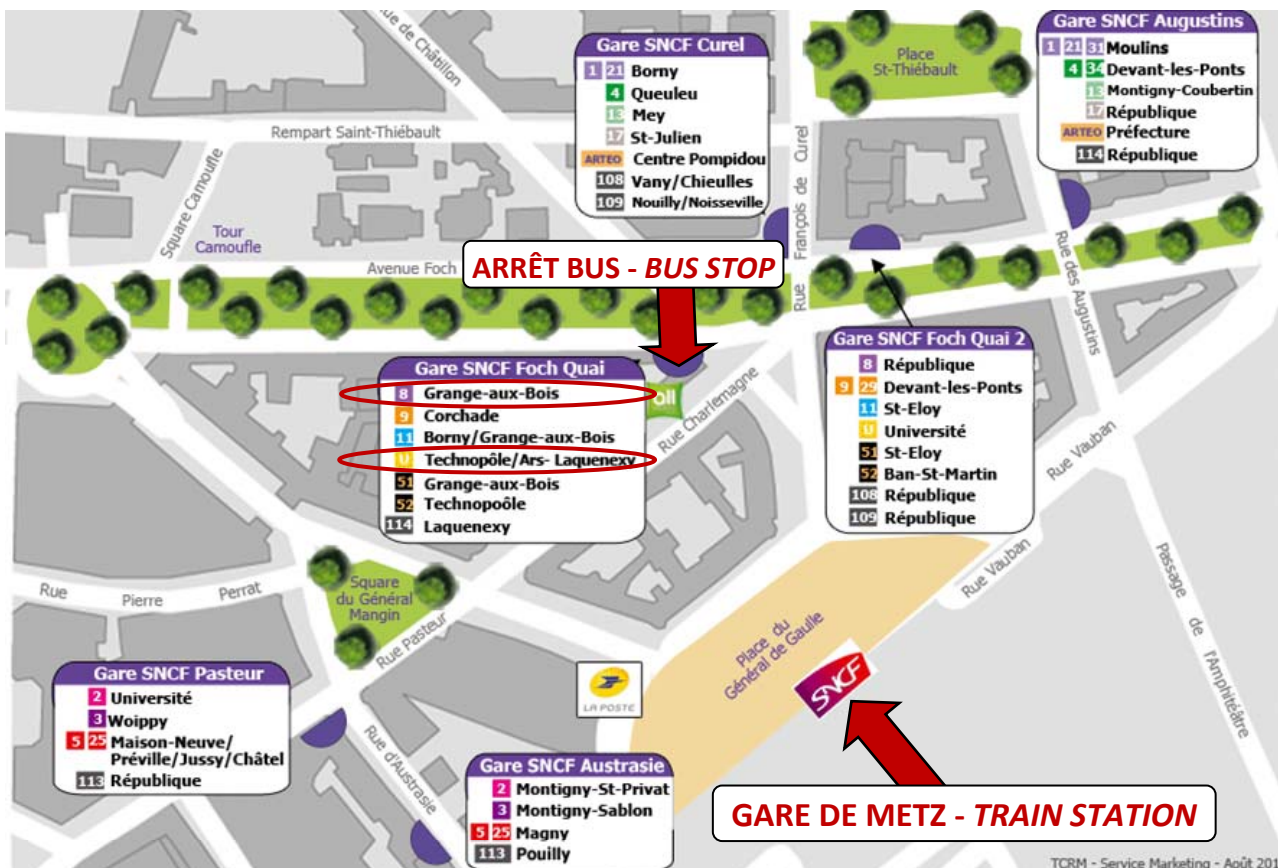 Rue de Châtillon
Gare SNCF Curel
1 21 Borny
4 Queuleu
13 Mey
17 St-Julien
ARTEO Centre Pompidou
108 Vany/Chieulles
109 Nouilly/Noisseville
Place
St-Thiébault
Gare SNCF Augustins
1 21 31 Moulins
4 34 Devant-les-Ponts
13 Montigny-Coubertin
17 République
ARTEO Préfecture
114 République
Rempart Saint-Thiébault
Square Camoufle
Tour
Camoufle
Avenue Foch
Rue François de Curel
Rue des Augustins
ARRÊT BUS - BUS STOP
Gare SNCF Foch Quai
8 Grange-aux-Bois
9 Corchade
11 Borny/Grange-aux-Bois
U Technopôle/Ars- Laquenexy
51 Grange-aux-Bois
52 Technopoôle
114 Laquenexy
Rue Charlemagne
Gare SNCF Foch Quai 2
8 République
9 29 Devant-les-Ponts
11 St-Eloy
U Université
51 St-Eloy
52 Ban-St-Martin
108 République
109 République
Rue Vauban
Rue Vauban
Passage de l'Amphitéâtre
Rue Pierre Perrat
Square
du Général
Mangin
Rue Pasteur
Place du
Général de Gaulle
SNCF
LA POSTE
Gare SNCF Pasteur
2 Université
3 Woippy
5 25 Maison-Neuve/
Préville/Jussy/Châtel
113 République
Rue d'Austrasie
Gare SNCF Austrasie
2 Montigny-St-Privat
3 Montigny-Sablon
5 25 Magny
113 Pouilly
GARE DE METZ - TRAIN STATION
TCRM - Service Marketing - Août 201